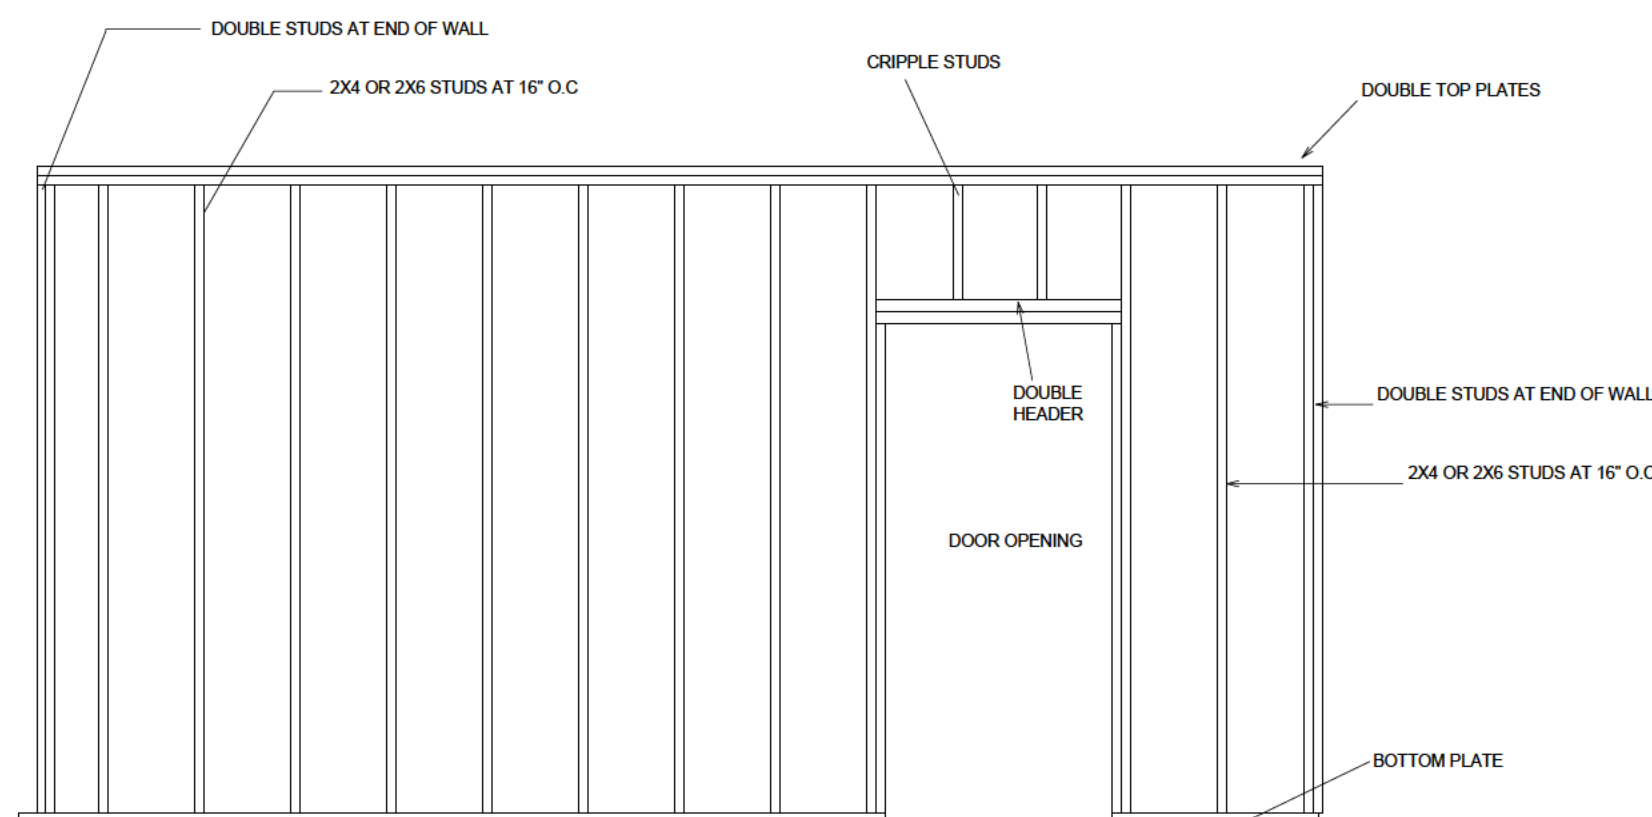 DOUBLE STUDS AT END OF WALL
2X4 OR 2X6 STUDS AT 16" O.C
CRIPPLE STUDS
DOUBLE TOP PLATES
DOUBLE
HEADER
DOUBLE STUDS AT END OF WALL
2X4 OR 2X6 STUDS AT 16" O.C
DOOR OPENING
BOTTOM PLATE